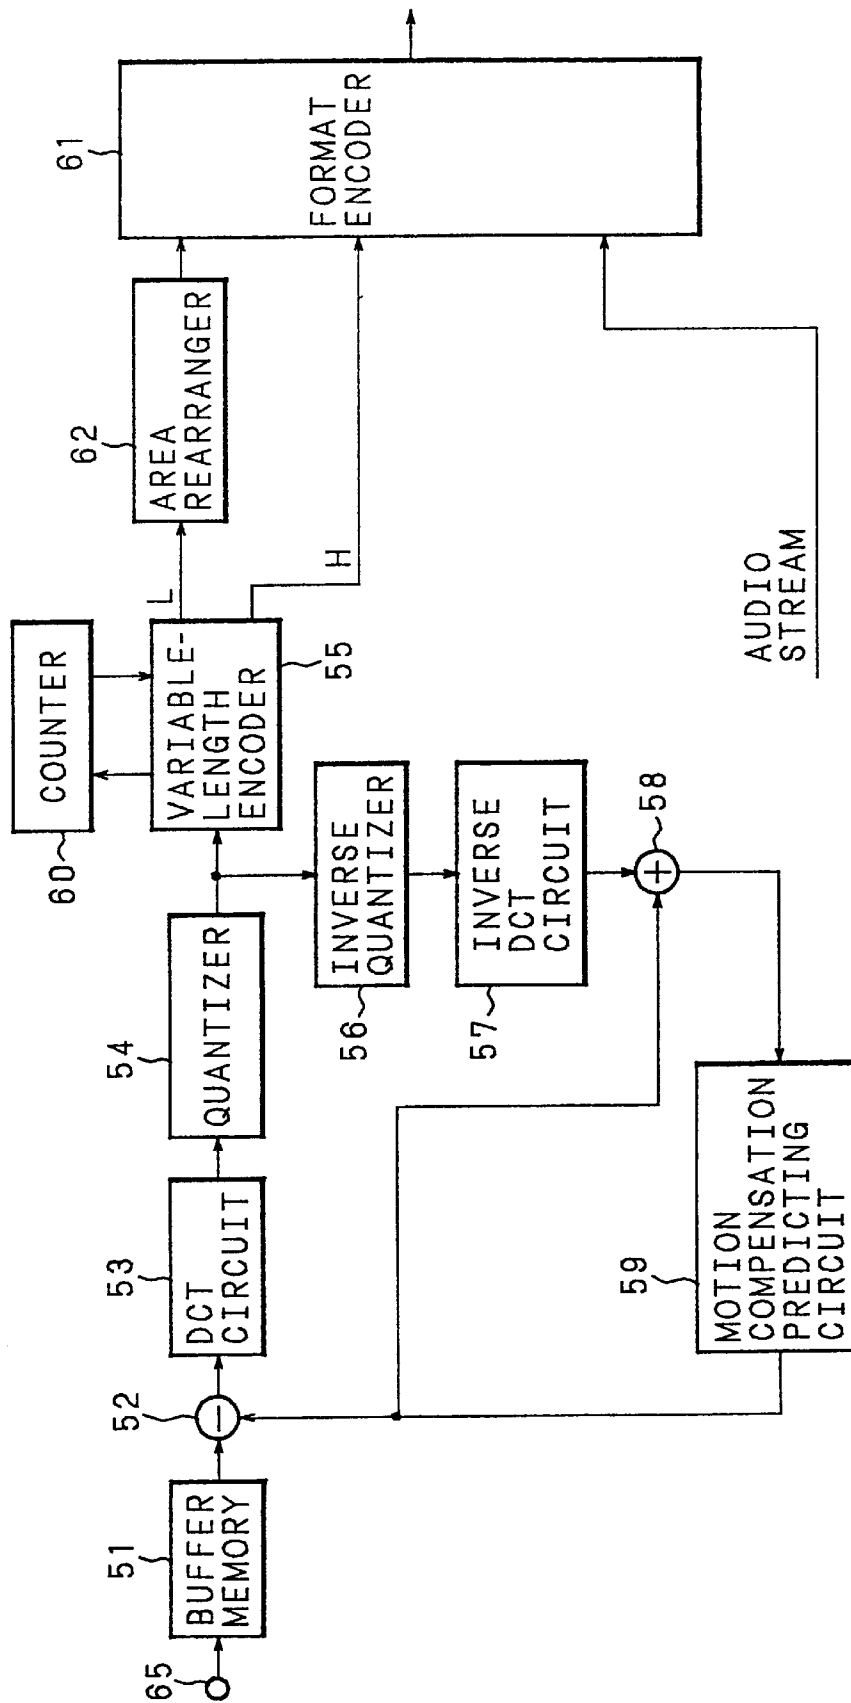 65
51
BUFFER
MEMORY
52
53
DCT
CIRCUIT
54
QUANTIZER
60
COUNTER
VARIABLE-
LENGTH
ENCODER
55
L
H
62
AREA
REARRANGER
61
FORMAT
ENCODER
INVERSE
QUANTIZER
56
INVERSE
DCT
CIRCUIT
57
58
59
MOTION
COMPENSATION
PREDICTING
CIRCUIT
AUDIO
STREAM